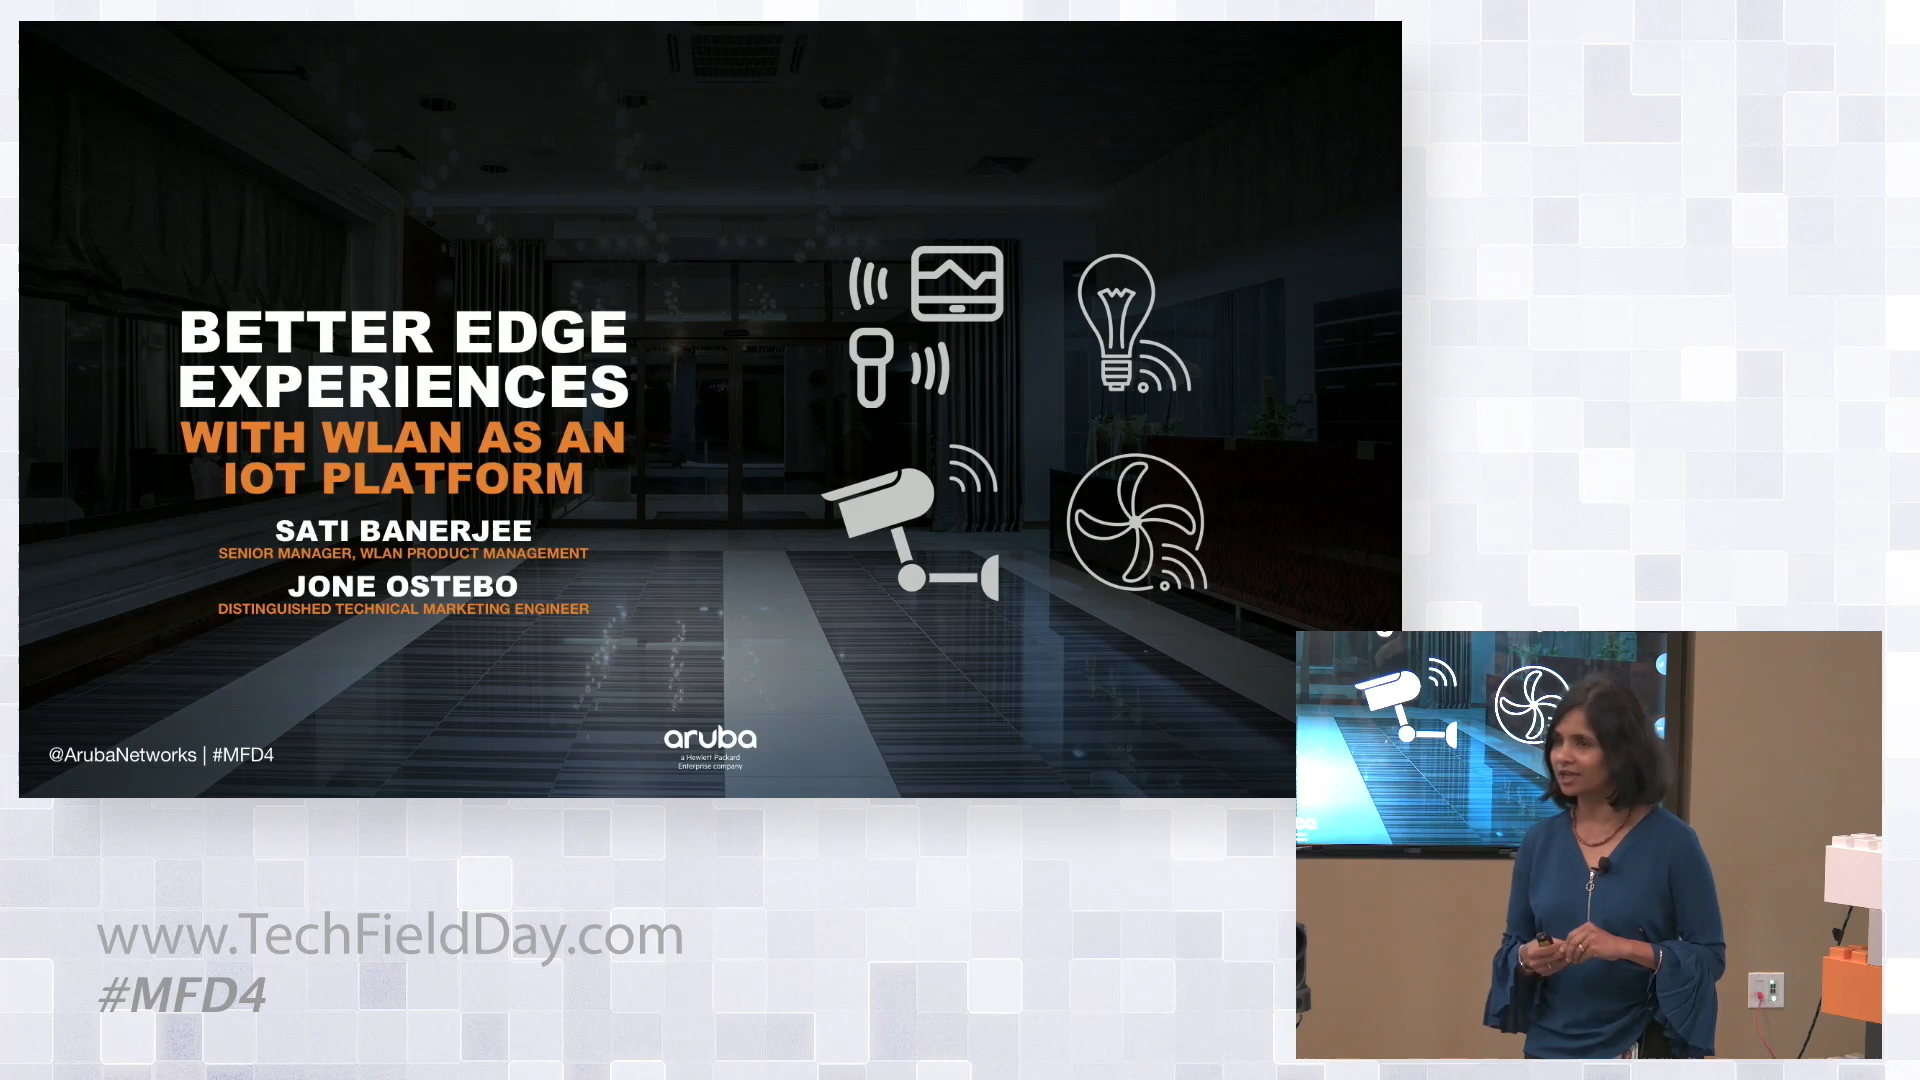 BETTER EDGE
EXPERIENCES
WITH WLAN AS AN
IOT PLATFORM
SATI BANERJEE
SENIOR MANAGER, WLAN PRODUCT MANAGEMENT
JONE OSTEBO
DISTINGUISHED TECHNICAL MARKETING ENGINEER
@ArubaNetworks | #MFD4
aruba
a Hewlett Packard
Enterprise company
www.TechFieldDay.com
#MFD4